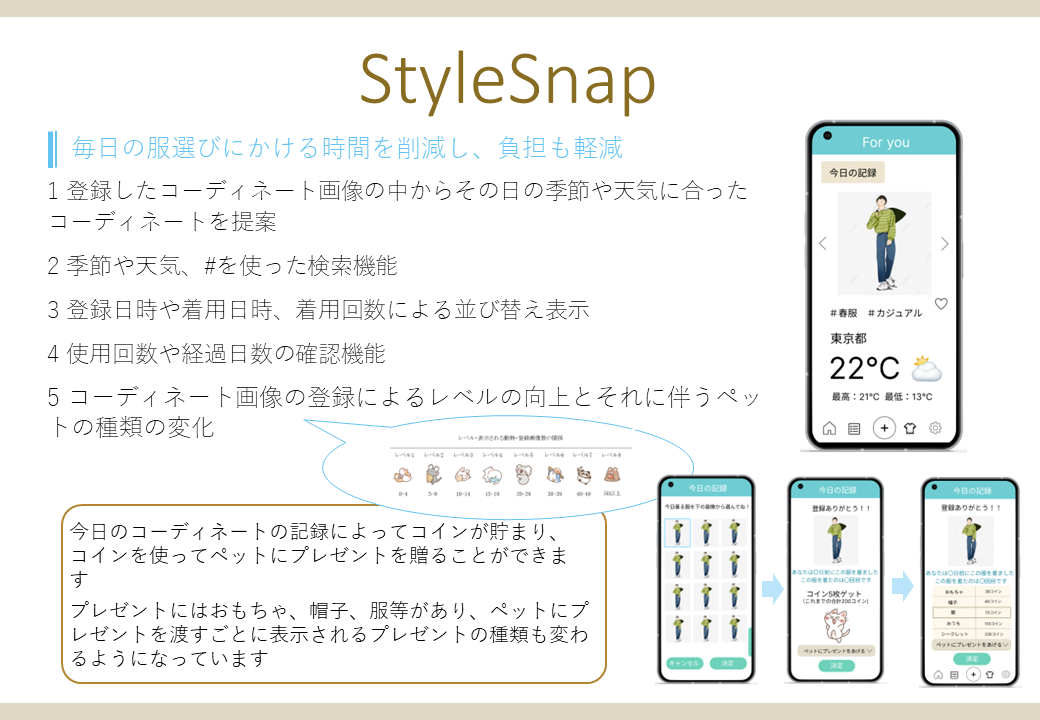 StyleSnap
毎日の服選びにかける時間を削減し、負担も軽減
1 登録したコーディネート画像の中からその日の季節や天気に合った
コーディネートを提案
2 季節や天気、#を使った検索機能
3 登録日時や着用日時、着用回数による並び替え表示
4 使用回数や経過日数の確認機能
5 コーディネート画像の登録によるレベルの向上とそれに伴うペッ
トの種類の変化
レベル・表示される動物・登録画像数の関係
レベル1 レベル2 レベル3 レベル4 レベル5 レベル6 レベル7 レベル8
0-4 5-9 10-14 15-19 20-29 30-39 40-49 50以上
今日のコーディネートの記録によってコインが貯まり、
コインを使ってペットにプレゼントを贈ることができま
す
プレゼントにはおもちゃ、帽子、服等があり、ペットにプ
レゼントを渡すごとに表示されるプレゼントの種類も変わ
るようになっています
For you
今日の記録
#春服 #カジュアル
東京都
22°C
最高:21°C 最低:13°C
今日の記録
今日着る服を下の画像から選んでね!
キャンセル 決定
今日の記録
登録ありがとう!!
あなたは〇日前にこの服を着ました
この服を着たのは〇回目です
コイン5枚ゲット
(これまでの合計200コイン)
ペットにプレゼントをあげる
決定
今日の記録
登録ありがとう!!
あなたは〇日前にこの服を着ました
この服を着たのは〇回目です
おもちゃ 30コイン
帽子 40コイン
服 70コイン
おうち
シークレット
ペットにプレゼントをあげる
決定